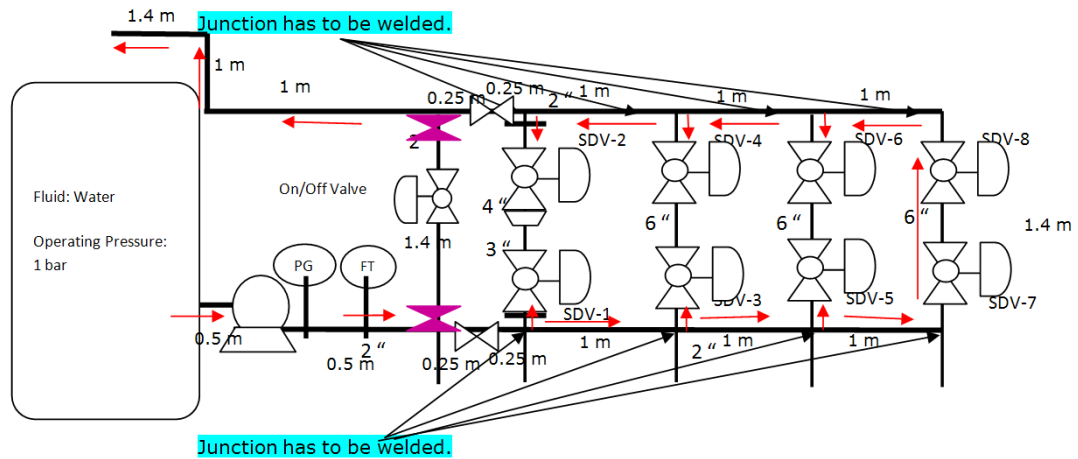 1.4 m
Junction has to be welded.
1 m
1 m
0.25 m
0.25 m
2 “
1 m
1 m
1 m
2
SDV-2
SDV-4
SDV-6
SDV-8
Fluid: Water
On/Off Valve
4 “
6 “
6 “
6 “
1.4 m
Operating Pressure:
1 bar
1.4 m
3 “
PG
FT
SDV-1
SDV-3
SDV-5
SDV-7
0.5 m
0.5 m
2 “
0.25 m
0.25 m
1 m
2 “
1 m
1 m
Junction has to be welded.